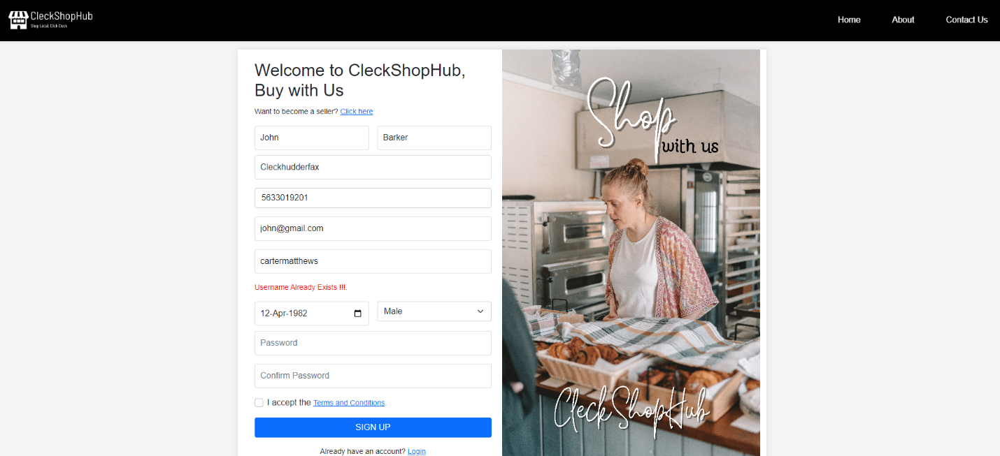 CleckShopHub
Shop Local, Click Cleck
Home
About
Contact Us
Welcome to CleckShopHub,
Buy with Us
Want to become a seller? Click here
John
Barker
Cleckhudderfax
5633019201
john@gmail.com
cartermatthews
Username Already Exists !!!.
12-Apr-1982
Male
Password
Confirm Password
I accept the Terms and Conditions.
SIGN UP
Already have an account? Login
Shop
with us
CleckShopHub